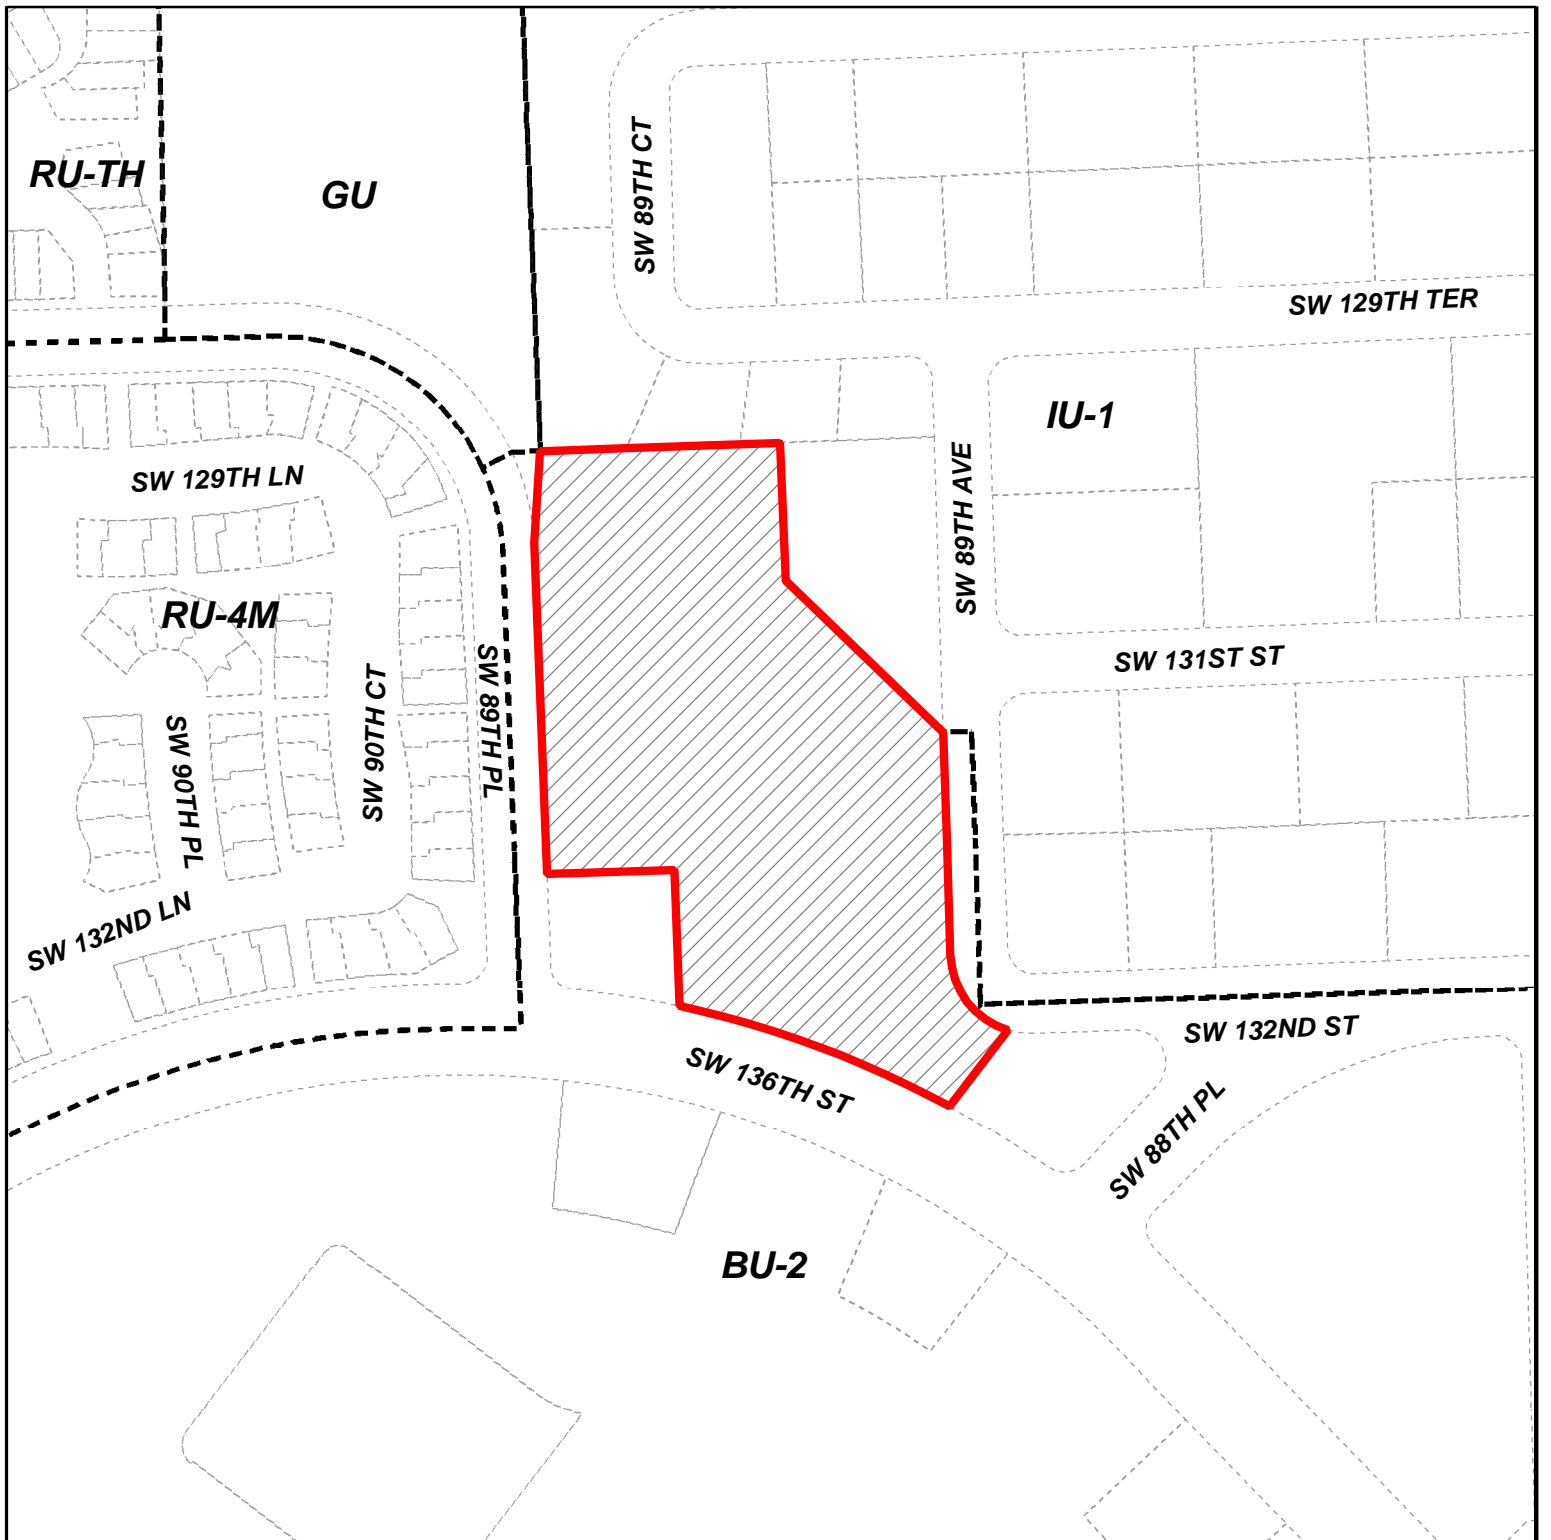 RU-TH
GU
SW 89TH CT
SW 129TH TER
IU-1
SW 129TH LN
SW 89TH AVE
RU-4M
SW 131ST ST
SW 89TH PL
SW 90TH CT
SW 90TH PL
SW 132ND LN
SW 132ND ST
SW 136TH ST
SW 88TH PL
BU-2